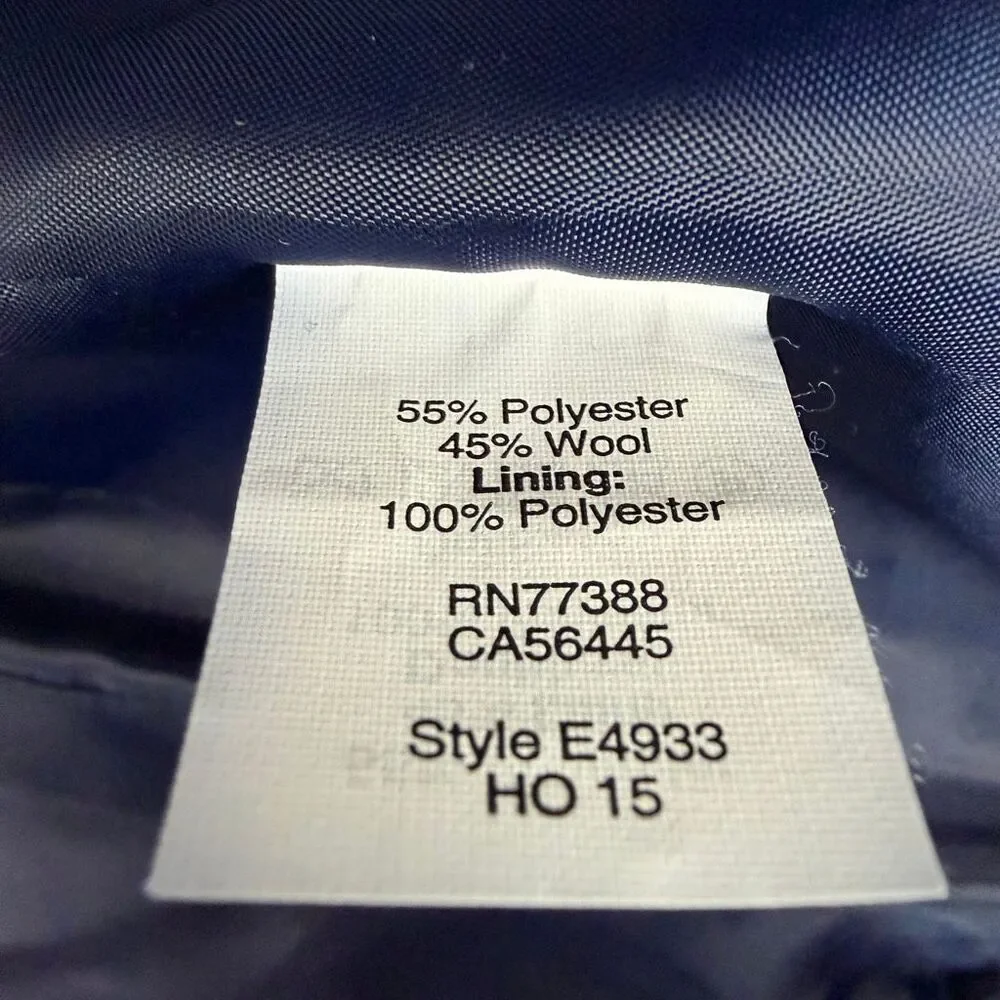 55% Polyester
45% Wool
Lining:
100% Polyester
RN77388
CA56445
Style E4933
HO 15